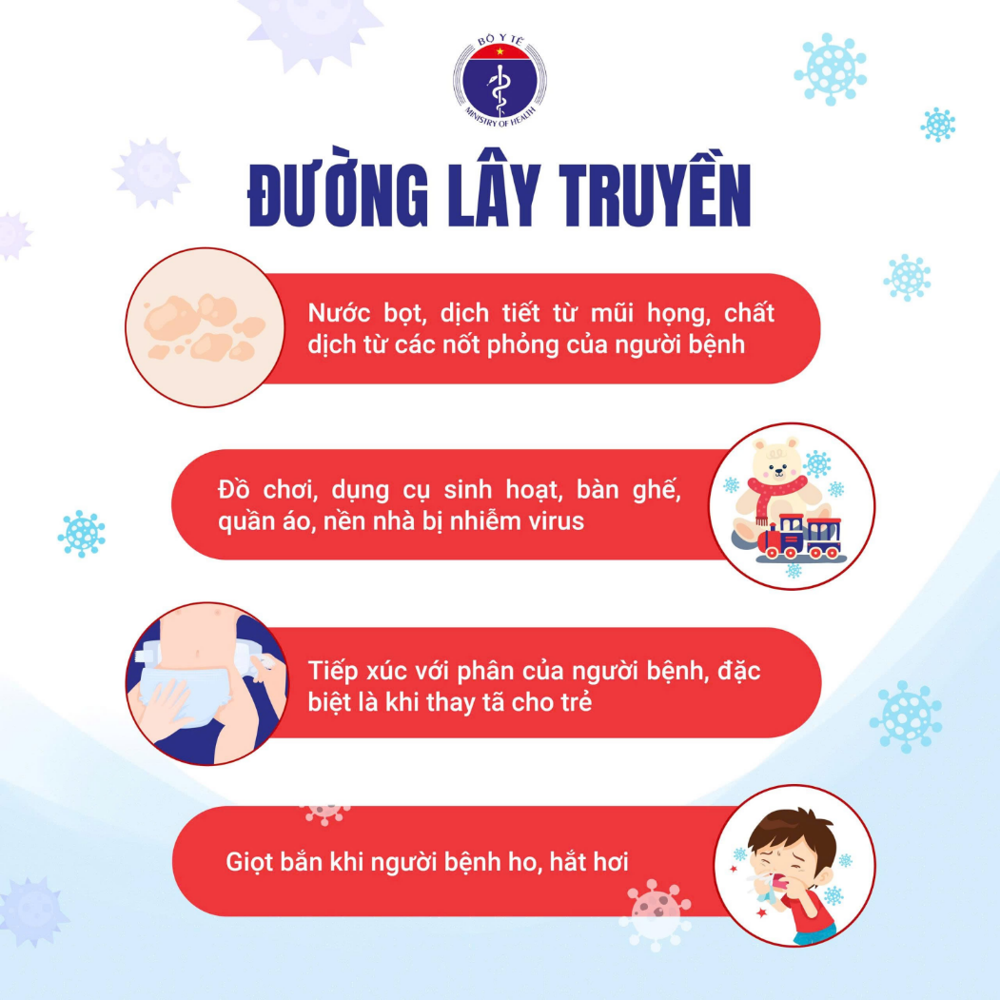 BỘ Y TẾ
MINISTRY OF HEALTH
ĐƯỜNG LÂY TRUYỀN
Nước bọt, dịch tiết từ mũi họng, chất
dịch từ các nốt phỏng của người bệnh
Đồ chơi, dụng cụ sinh hoạt, bàn ghế,
quần áo, nền nhà bị nhiễm virus
Tiếp xúc với phân của người bệnh, đặc
biệt là khi thay tã cho trẻ
Giọt bắn khi người bệnh ho, hắt hơi